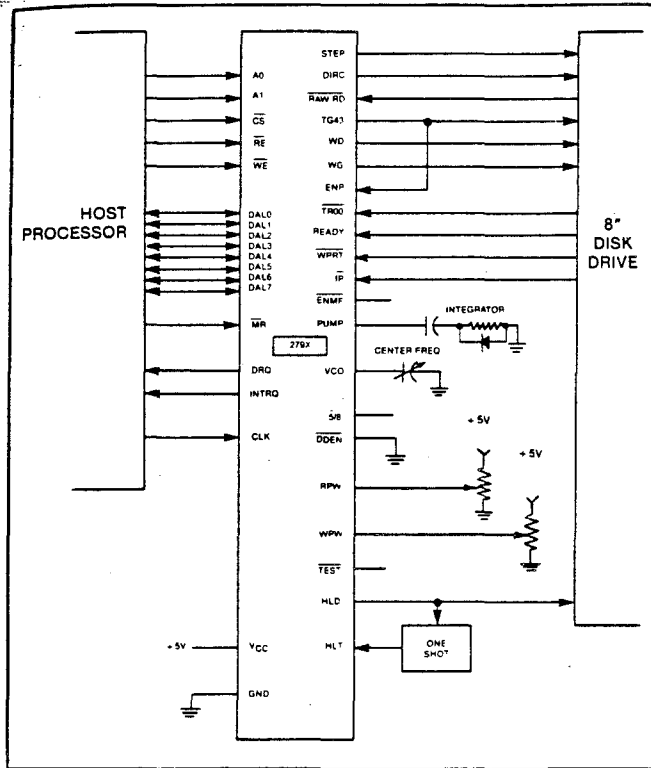 HOST
PROCESSOR
A0
A1
CS
RE
WE
DAL0
DAL1
DAL2
DAL3
DAL4
DAL5
DAL6
DAL7
MR
279X
DRQ
INTRQ
CLK
+5V
VCC
GND
STEP
DIRC
RAW RD
TG43
WD
WG
ENP
TR00
READY
WPRT
IP
ENMF
PUMP
VCO
5/8
DDEN
RPW
WPW
TEST
HLD
HLT
INTEGRATOR
CENTER FREQ
+5V
+5V
ONE
SHOT
8"
DISK
DRIVE